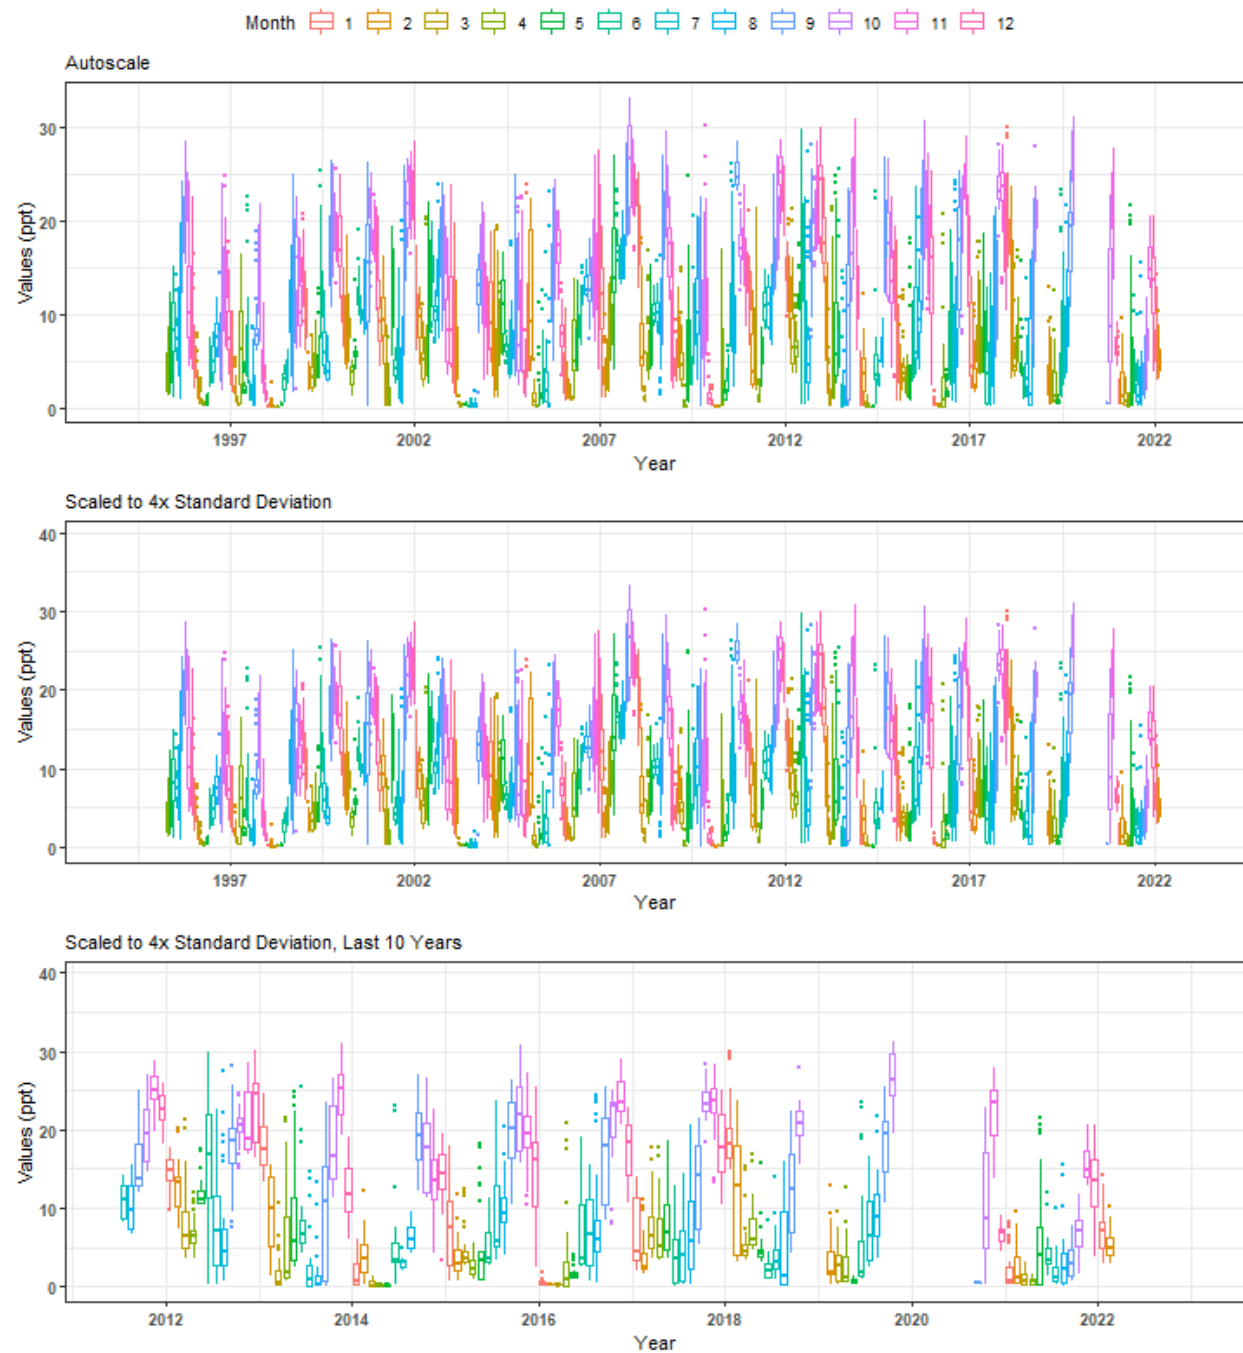 Month 1 2 3 4 5 6 7 8 9 10 11 12
Autoscale
Values (ppt)
30
20
10
0
1997 2002 2007 2012 2017 2022
Year
Scaled to 4x Standard Deviation
Values (ppt)
40
30
20
10
0
1997 2002 2007 2012 2017 2022
Year
Scaled to 4x Standard Deviation, Last 10 Years
Values (ppt)
40
30
20
10
0
2012 2014 2016 2018 2020 2022
Year